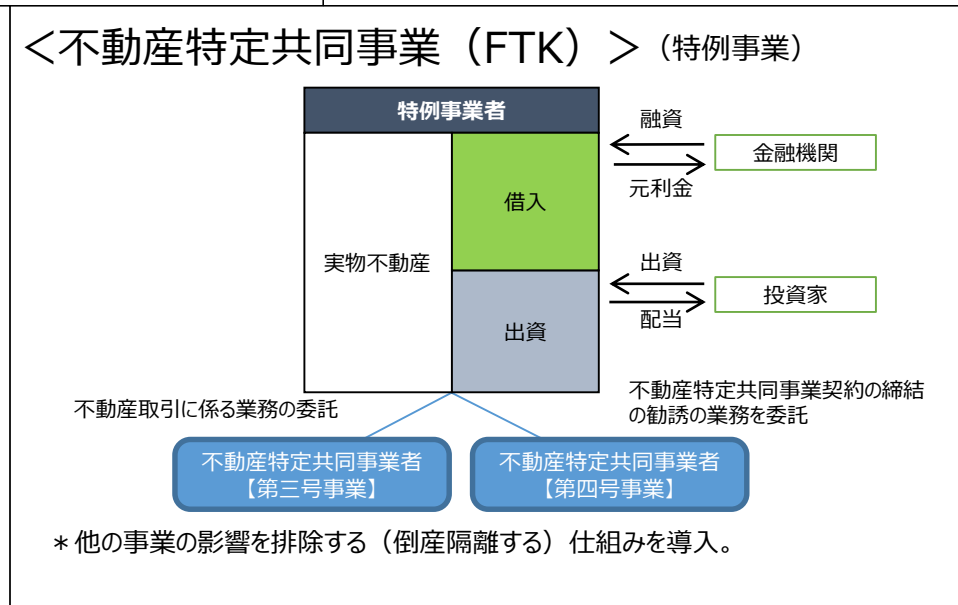 ＜不動産特定共同事業（FTK）＞（特例事業）
特例事業者
実物不動産
借入
出資
融資
元利金
金融機関
出資
配当
投資家
不動産取引に係る業務の委託
不動産特定共同事業契約の締結
の勧誘の業務を委託
不動産特定共同事業者
【第三号事業】
不動産特定共同事業者
【第四号事業】
＊他の事業の影響を排除する（倒産隔離する）仕組みを導入。